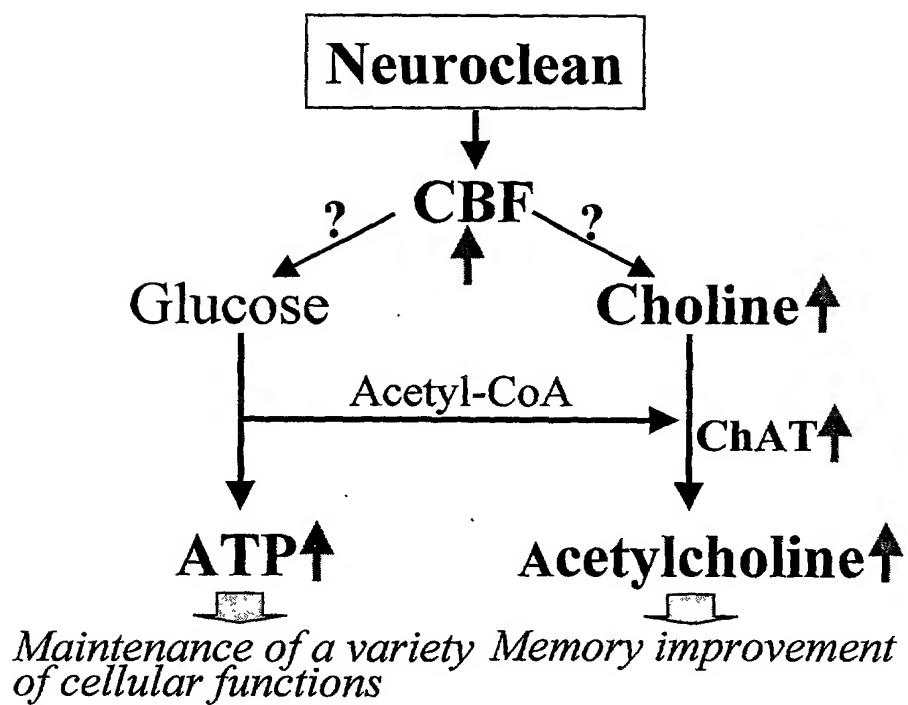 Neuroclean
CBF
? ?
Glucose Choline
Acetyl-CoA
ChAT
ATP Acetylcholine
Maintenance of a variety Memory improvement
of cellular functions